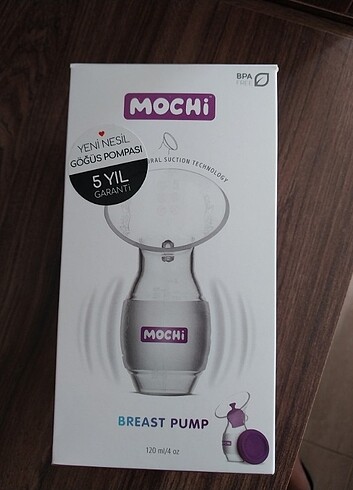 BPA
FREE
MOCHi
YENİ NESİL
GÖĞÜS POMPASI
5 YIL
GARANTİ
SUCTION TECHNOLOGY
MOCHi
BREAST PUMP
120 ml/4 oz